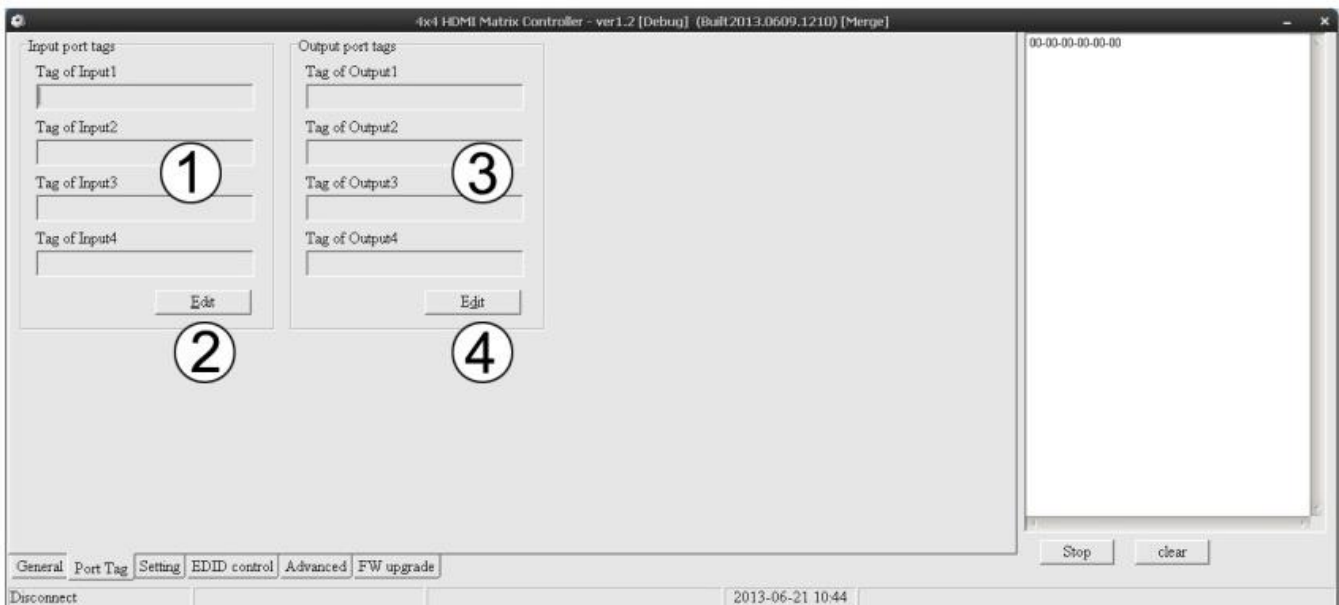 4x4 HDMI Matrix Controller - ver1.2 [Debug] (Built2013.0609.1210) [Merge]
Input port tags
Tag of Input1
Tag of Input2
1
Tag of Input3
Tag of Input4
Edit
2
Output port tags
Tag of Output1
Tag of Output2
3
Tag of Output3
Tag of Output4
Edit
4
00-00-00-00-00-00
Stop clear
General Port Tag Setting EDID control Advanced FW upgrade
Disconnect 2013-06-21 10:44